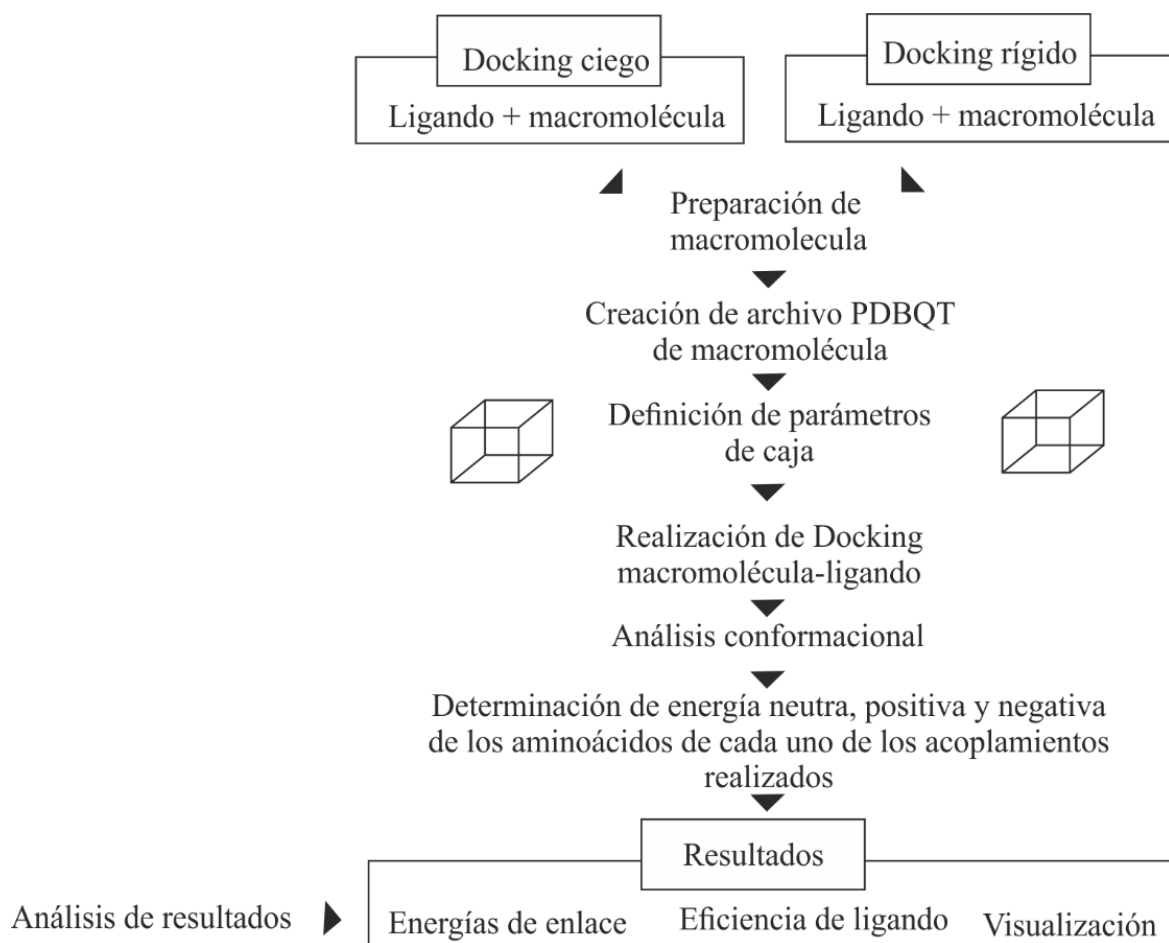 Docking ciego
Ligando + macromolécula
Docking rígido
Ligando + macromolécula
Preparación de
macromolecula
Creación de archivo PDBQT
de macromolécula
Definición de parámetros
de caja
Realización de Docking
macromolécula-ligando
Análisis conformacional
Determinación de energía neutra, positiva y negativa
de los aminoácidos de cada uno de los acoplamientos
realizados
Resultados
Análisis de resultados
Energías de enlace
Eficiencia de ligando
Visualización